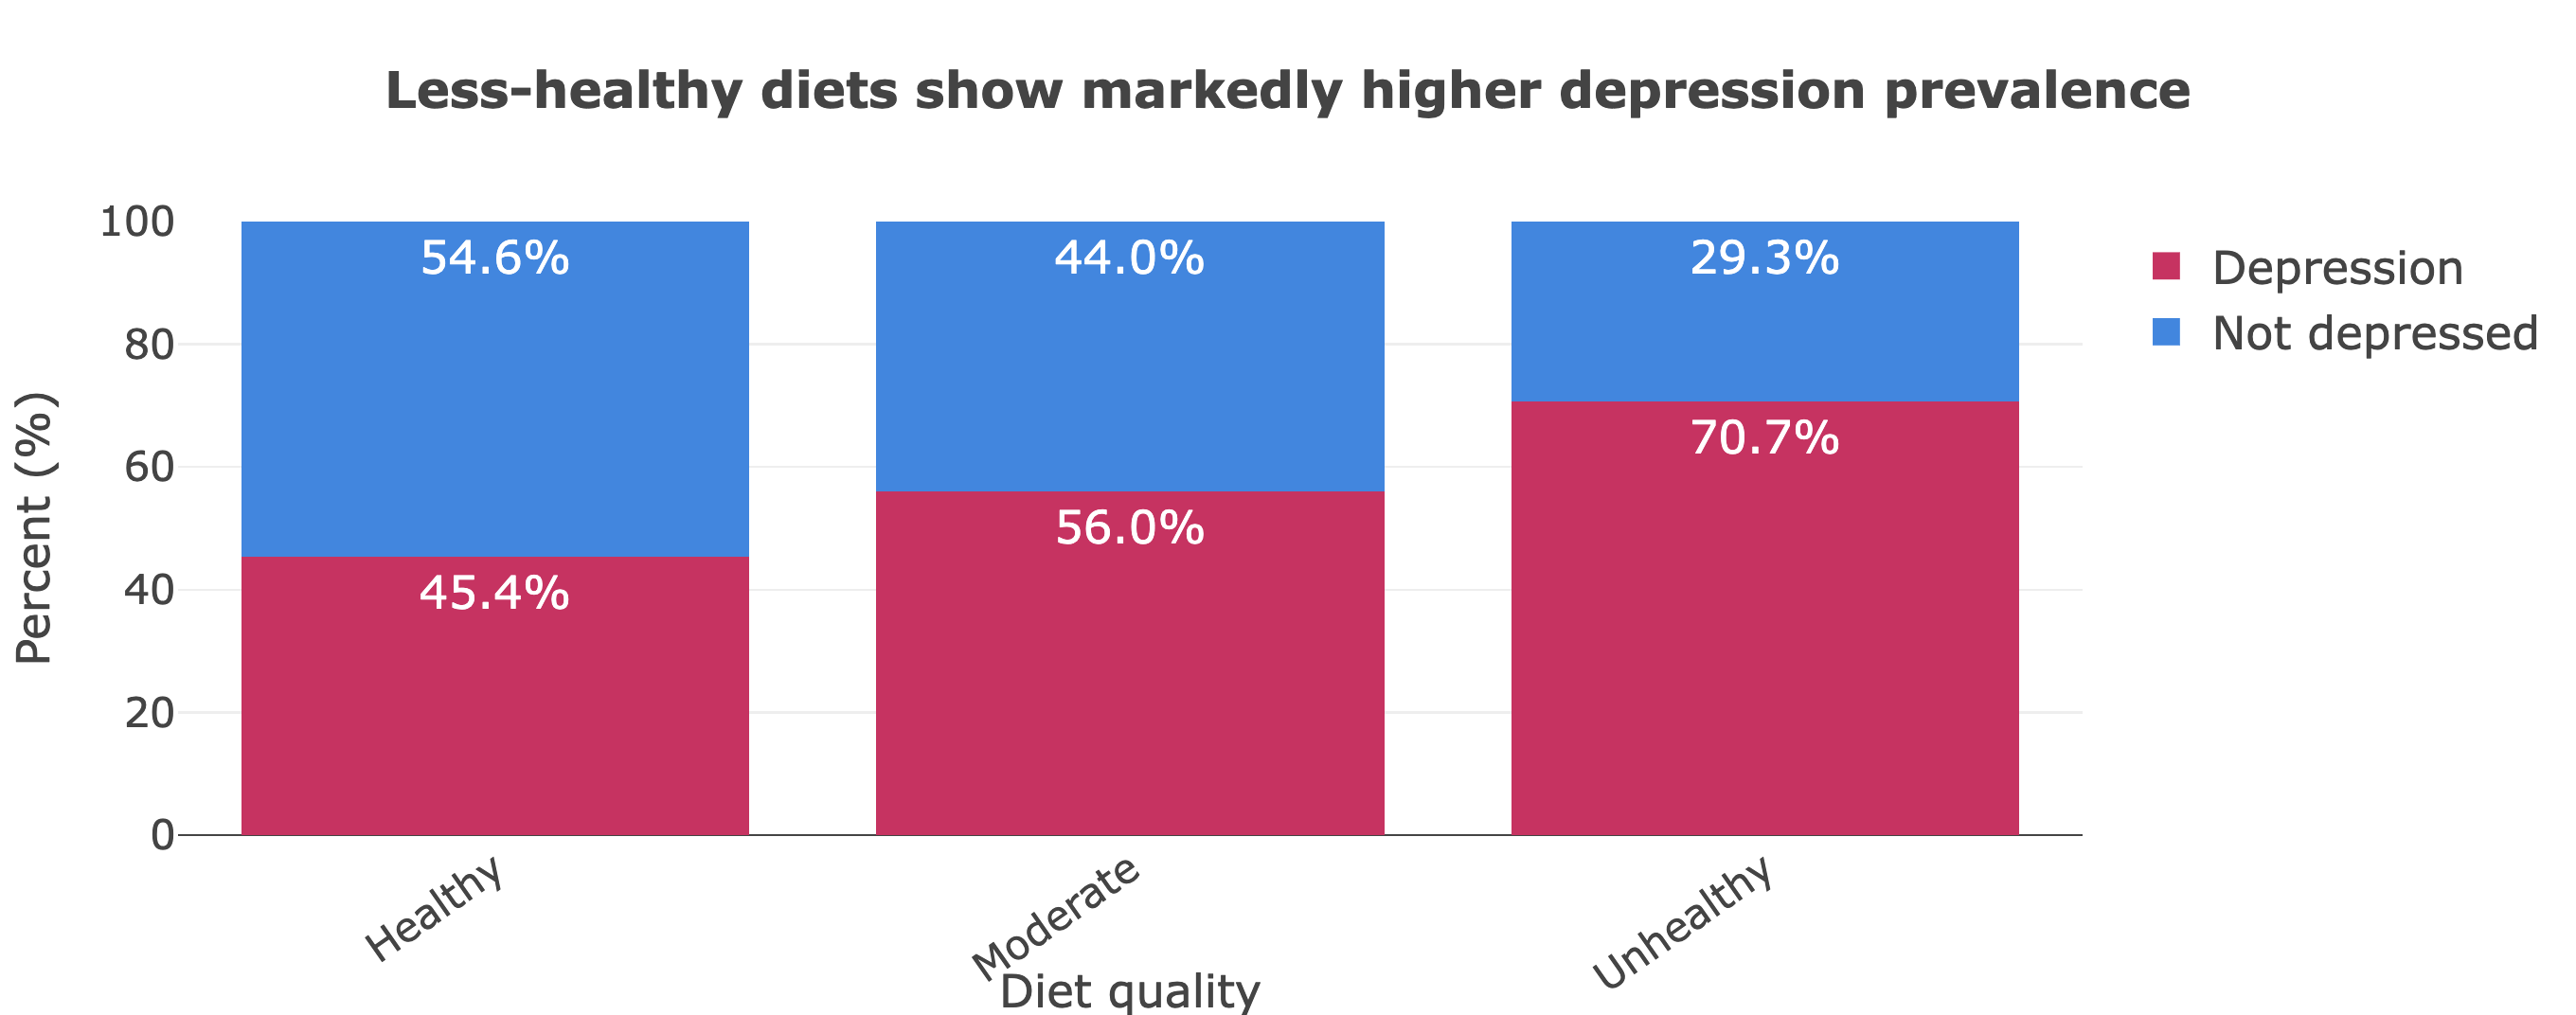 Less-healthy diets show markedly higher depression prevalence
Percent (%)
100
80
60
40
20
0
54.6%
45.4%
44.0%
56.0%
29.3%
70.7%
Depression
Not depressed
Healthy
Moderate
Unhealthy
Diet quality